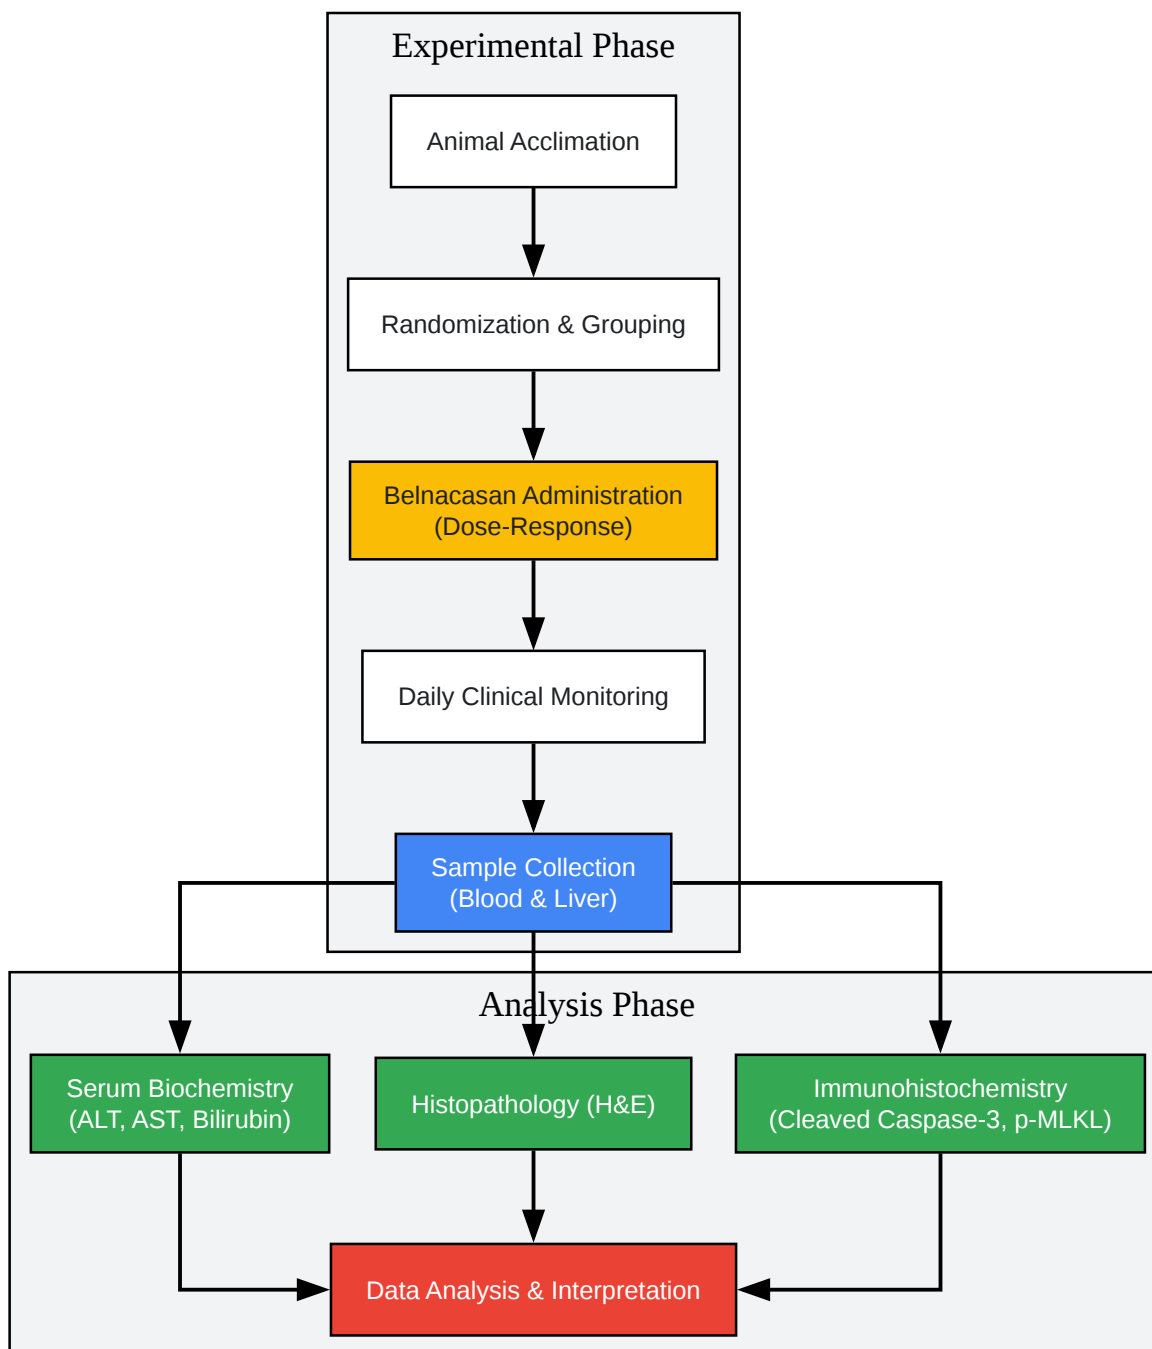 Experimental Phase
Animal Acclimation
Randomization & Grouping
Belnacasan Administration
(Dose-Response)
Daily Clinical Monitoring
Sample Collection
(Blood & Liver)
Analysis Phase
Serum Biochemistry
(ALT, AST, Bilirubin)
Histopathology (H&E)
Immunohistochemistry
(Cleaved Caspase-3, p-MLKL)
Data Analysis & Interpretation